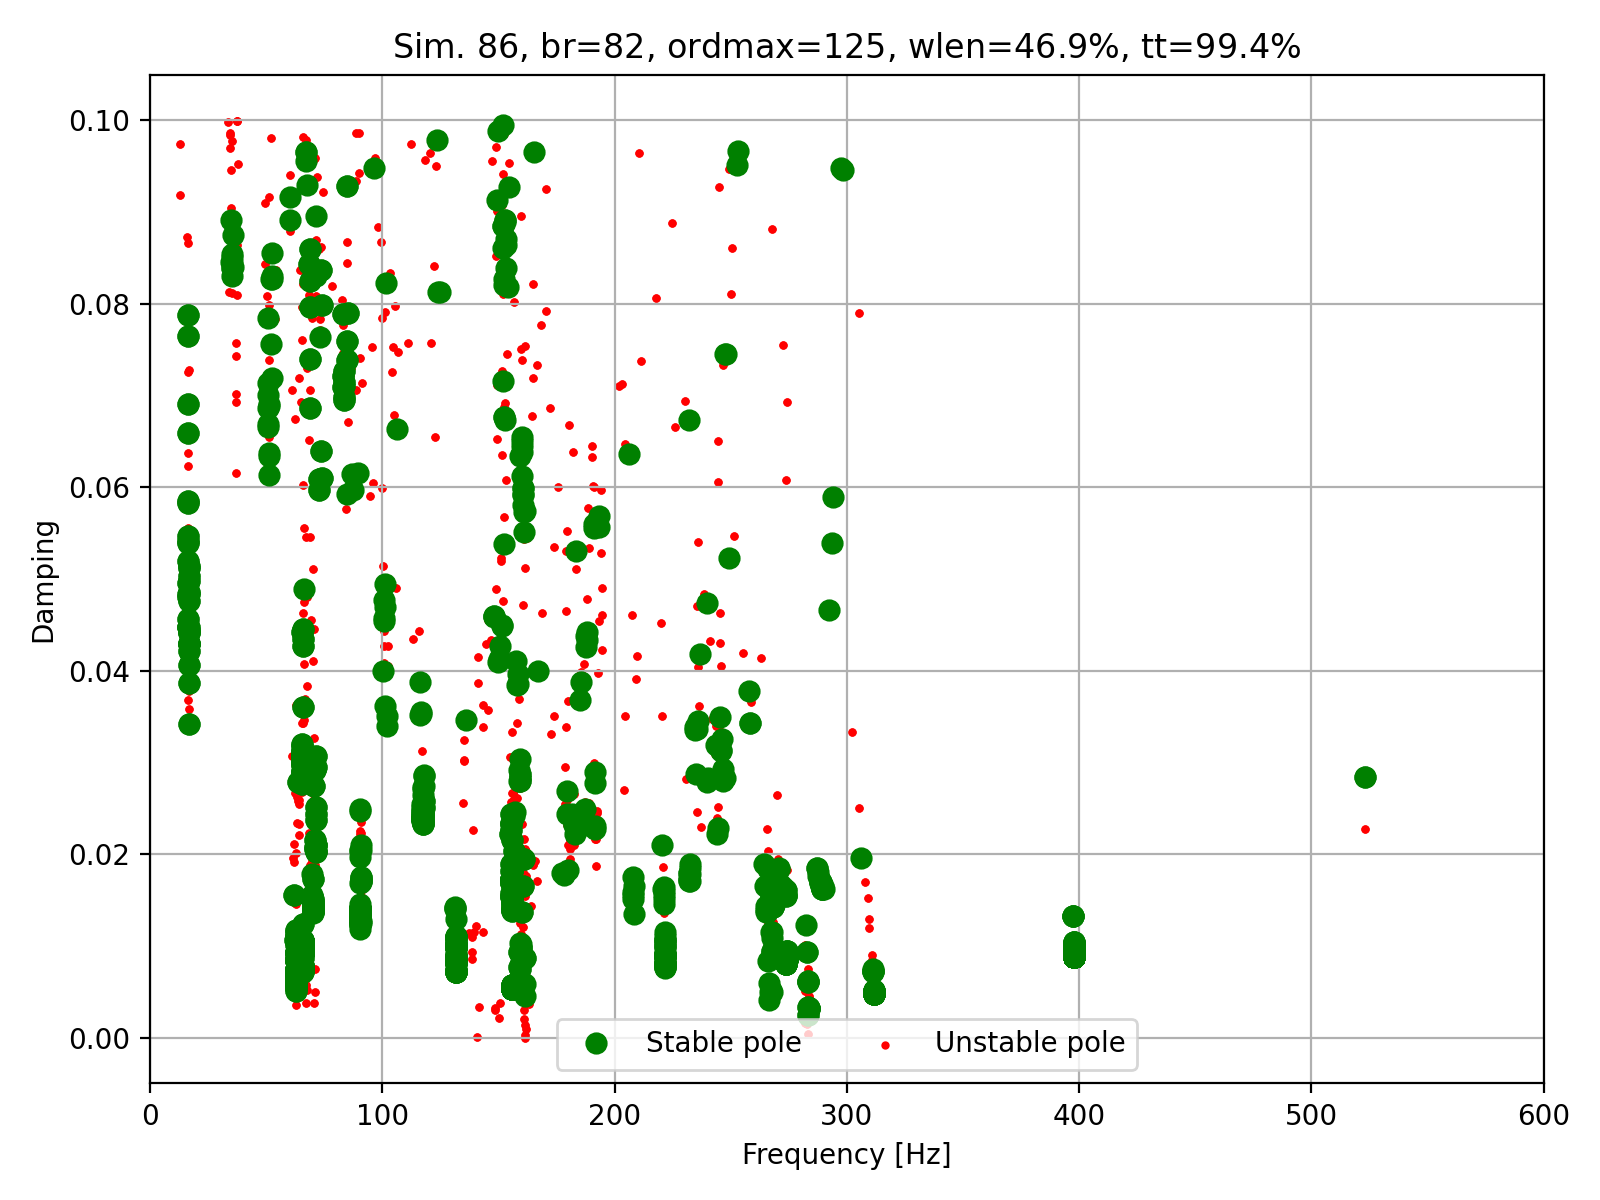 Sim. 86, br=82, ordmax=125, wlen=46.9%, tt=99.4%
0.10
0.08
0.06
0.04
0.02
0.00
Damping
Stable pole
Unstable pole
0
100
200
300
400
500
600
Frequency [Hz]